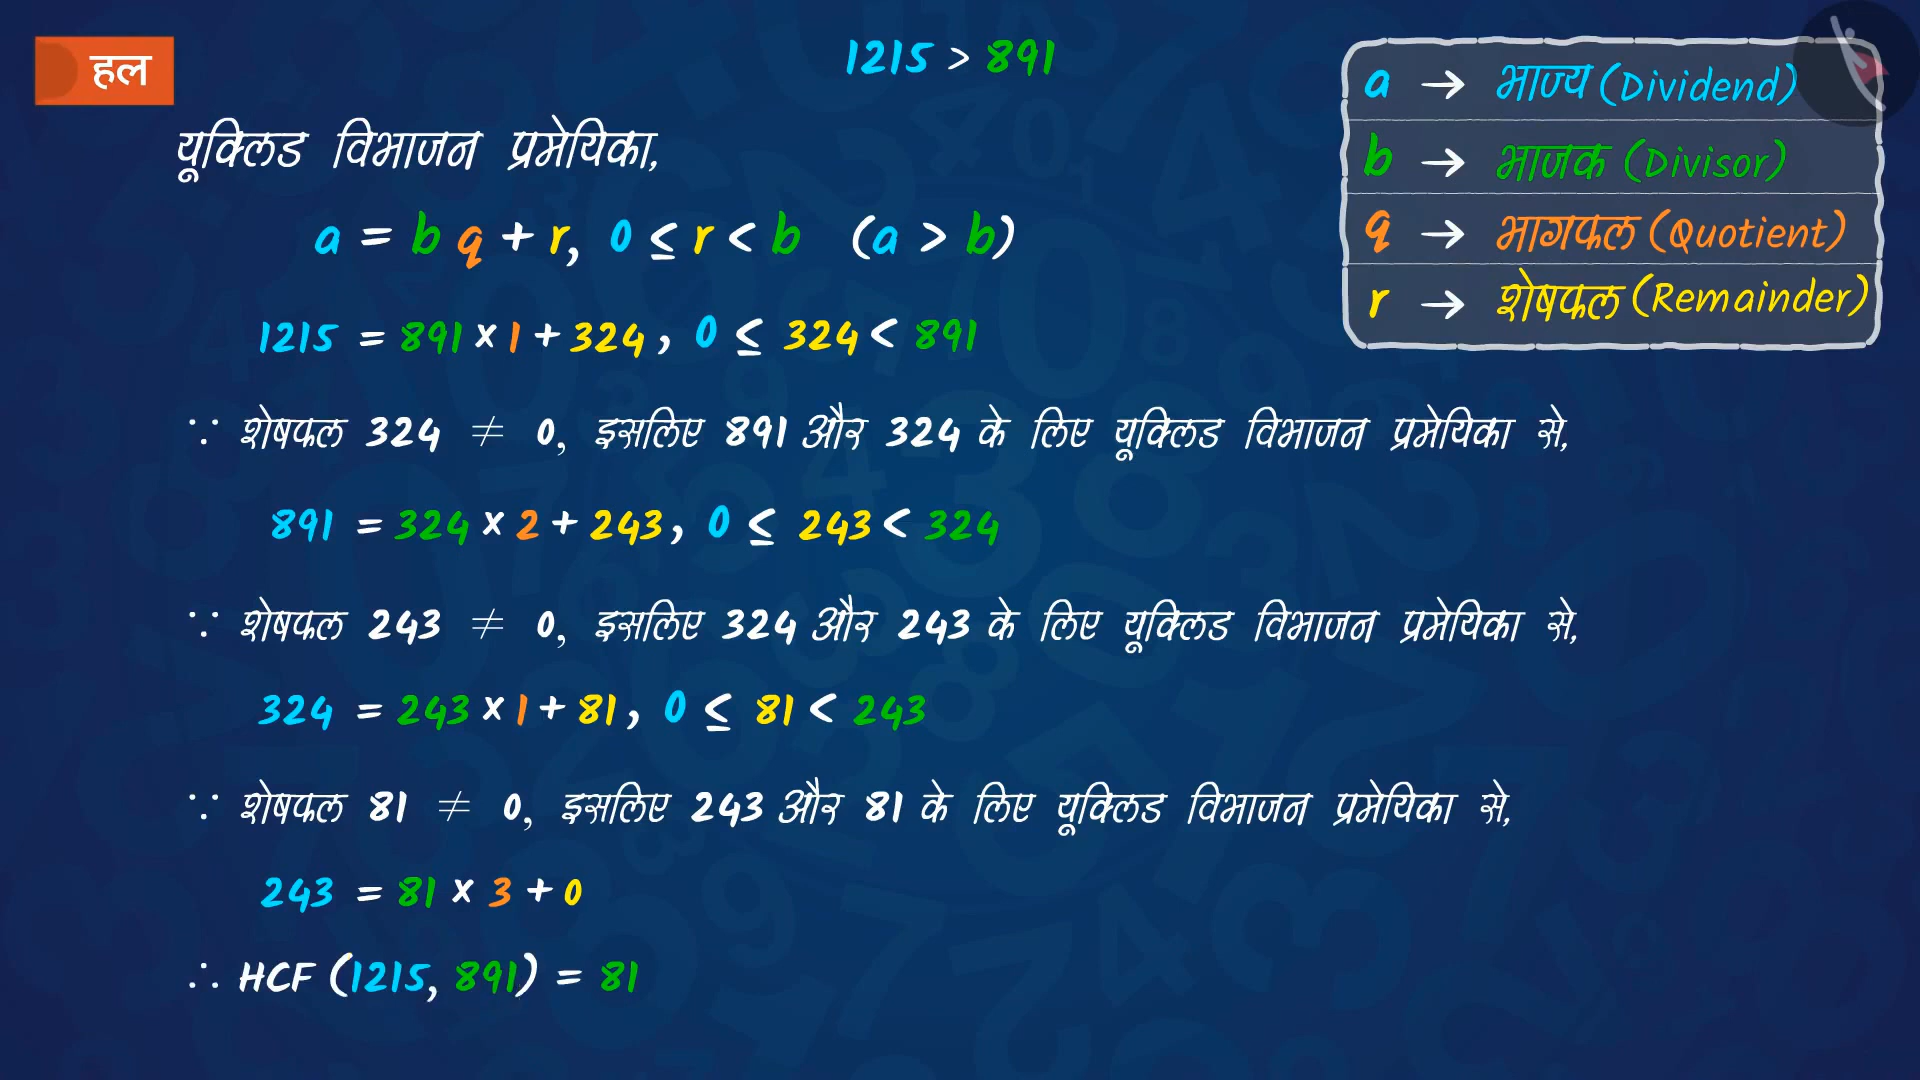 हल
1215 > 891
a → भाज्य (Dividend)
b → भाजक (Divisor)
q → भागफल (Quotient)
r → शेषफल (Remainder)
यूक्लिड विभाजन प्रमेयिका,
a = b q + r, 0 ≤ r < b (a > b)
1215 = 891 × 1 + 324, 0 ≤ 324 < 891
∵ शेषफल 324 ≠ 0, इसलिए 891 और 324 के लिए यूक्लिड विभाजन प्रमेयिका से,
891 = 324 × 2 + 243, 0 ≤ 243 < 324
∵ शेषफल 243 ≠ 0, इसलिए 324 और 243 के लिए यूक्लिड विभाजन प्रमेयिका से,
324 = 243 × 1 + 81, 0 ≤ 81 < 243
∵ शेषफल 81 ≠ 0, इसलिए 243 और 81 के लिए यूक्लिड विभाजन प्रमेयिका से,
243 = 81 × 3 + 0
∴ HCF (1215, 891) = 81